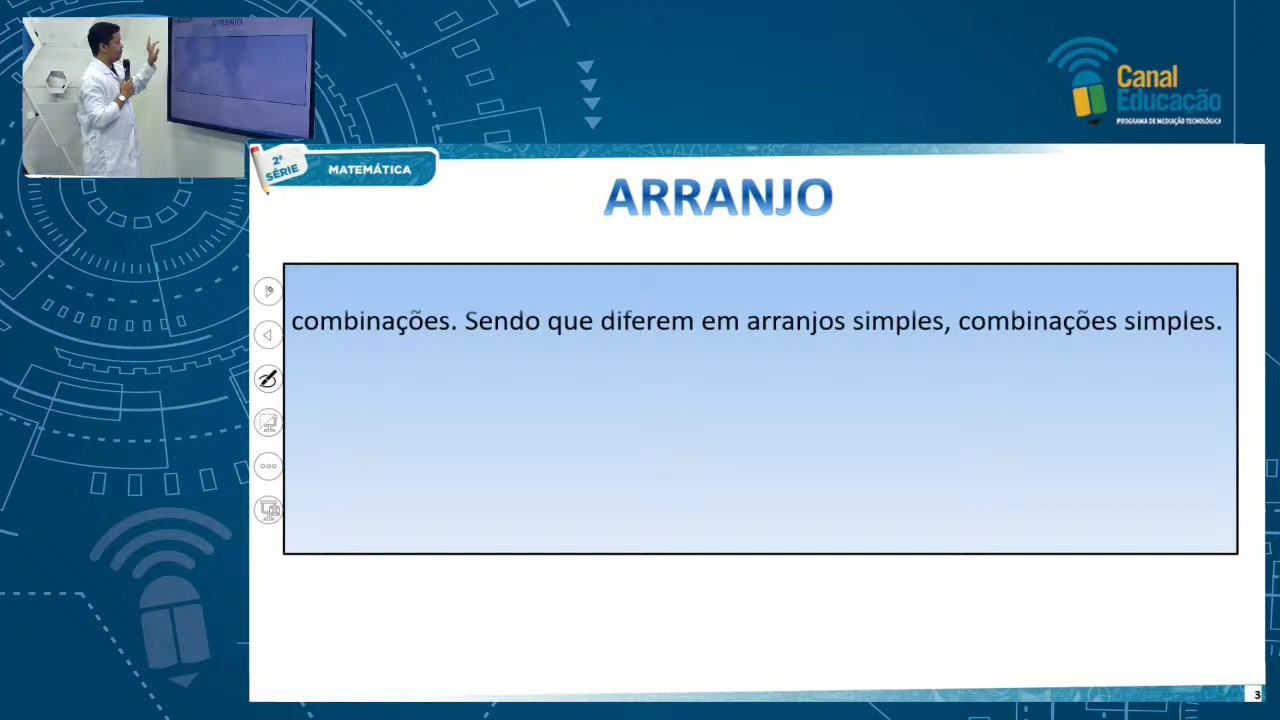 ARRANJO
Canal
Educação
PROGRAMA DE MEDIAÇÃO TECNOLÓGICA
2ª
SÉRIE
MATEMÁTICA
ARRANJO
combinações. Sendo que diferem em arranjos simples, combinações simples.
3